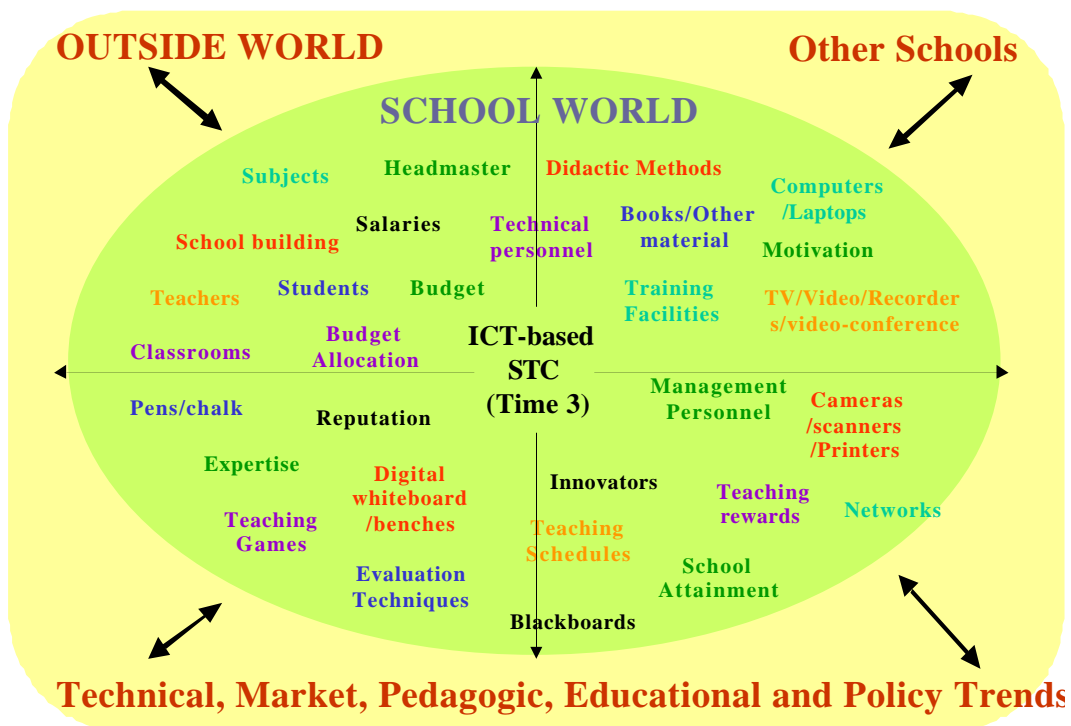 OUTSIDE WORLD
Other Schools
SCHOOL WORLD
Subjects
Headmaster
Didactic Methods
Computers
/Laptops
Salaries
Technical
personnel
Books/Other
material
School building
Motivation
Teachers
Students
Budget
Training
Facilities
TV/Video/Recorder
s/video-conference
Classrooms
Budget
Allocation
ICT-based
STC
(Time 3)
Pens/chalk
Reputation
Management
Personnel
Cameras
/scanners
/Printers
Expertise
Digital
whiteboard
/benches
Innovators
Teaching
rewards
Networks
Teaching
Games
Teaching
Schedules
Evaluation
Techniques
School
Attainment
Blackboards
Technical, Market, Pedagogic, Educational and Policy Trends